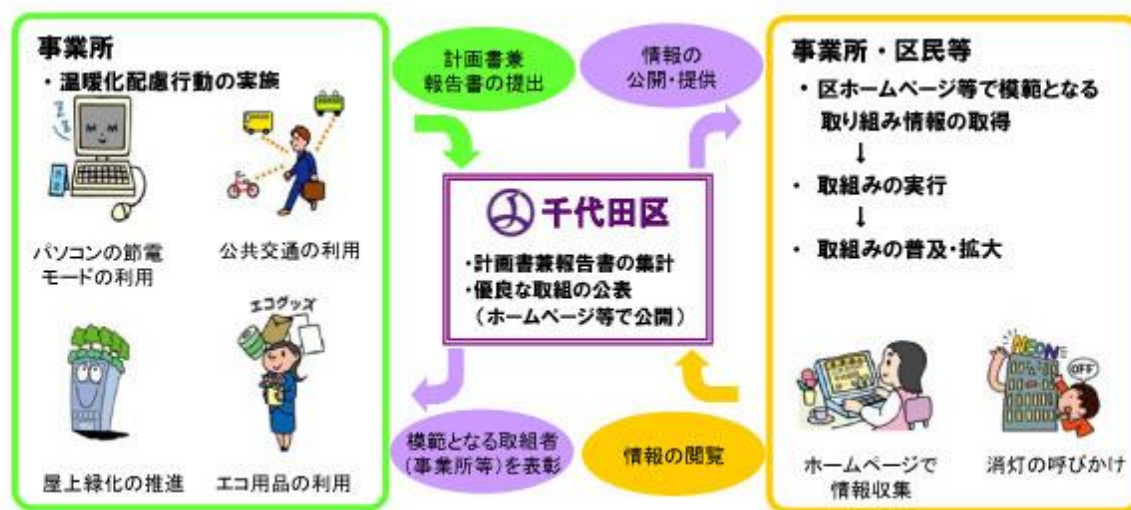 事業所
・温暖化配慮行動の実施
パソコンの節電
モードの利用
公共交通の利用
エコグッズ
屋上緑化の推進
エコ用品の利用
計画書兼
報告書の提出
情報の
公開・提供
千代田区
・計画書兼報告書の集計
・優良な取組の公表
（ホームページ等で公開）
模範となる取組者
(事業所等)を表彰
情報の閲覧
事業所・区民等
・区ホームページ等で模範となる
取り組み情報の取得
↓
・取組みの実行
↓
・取組みの普及・拡大
NEON
OFF
ホームページで
情報収集
消灯の呼びかけ